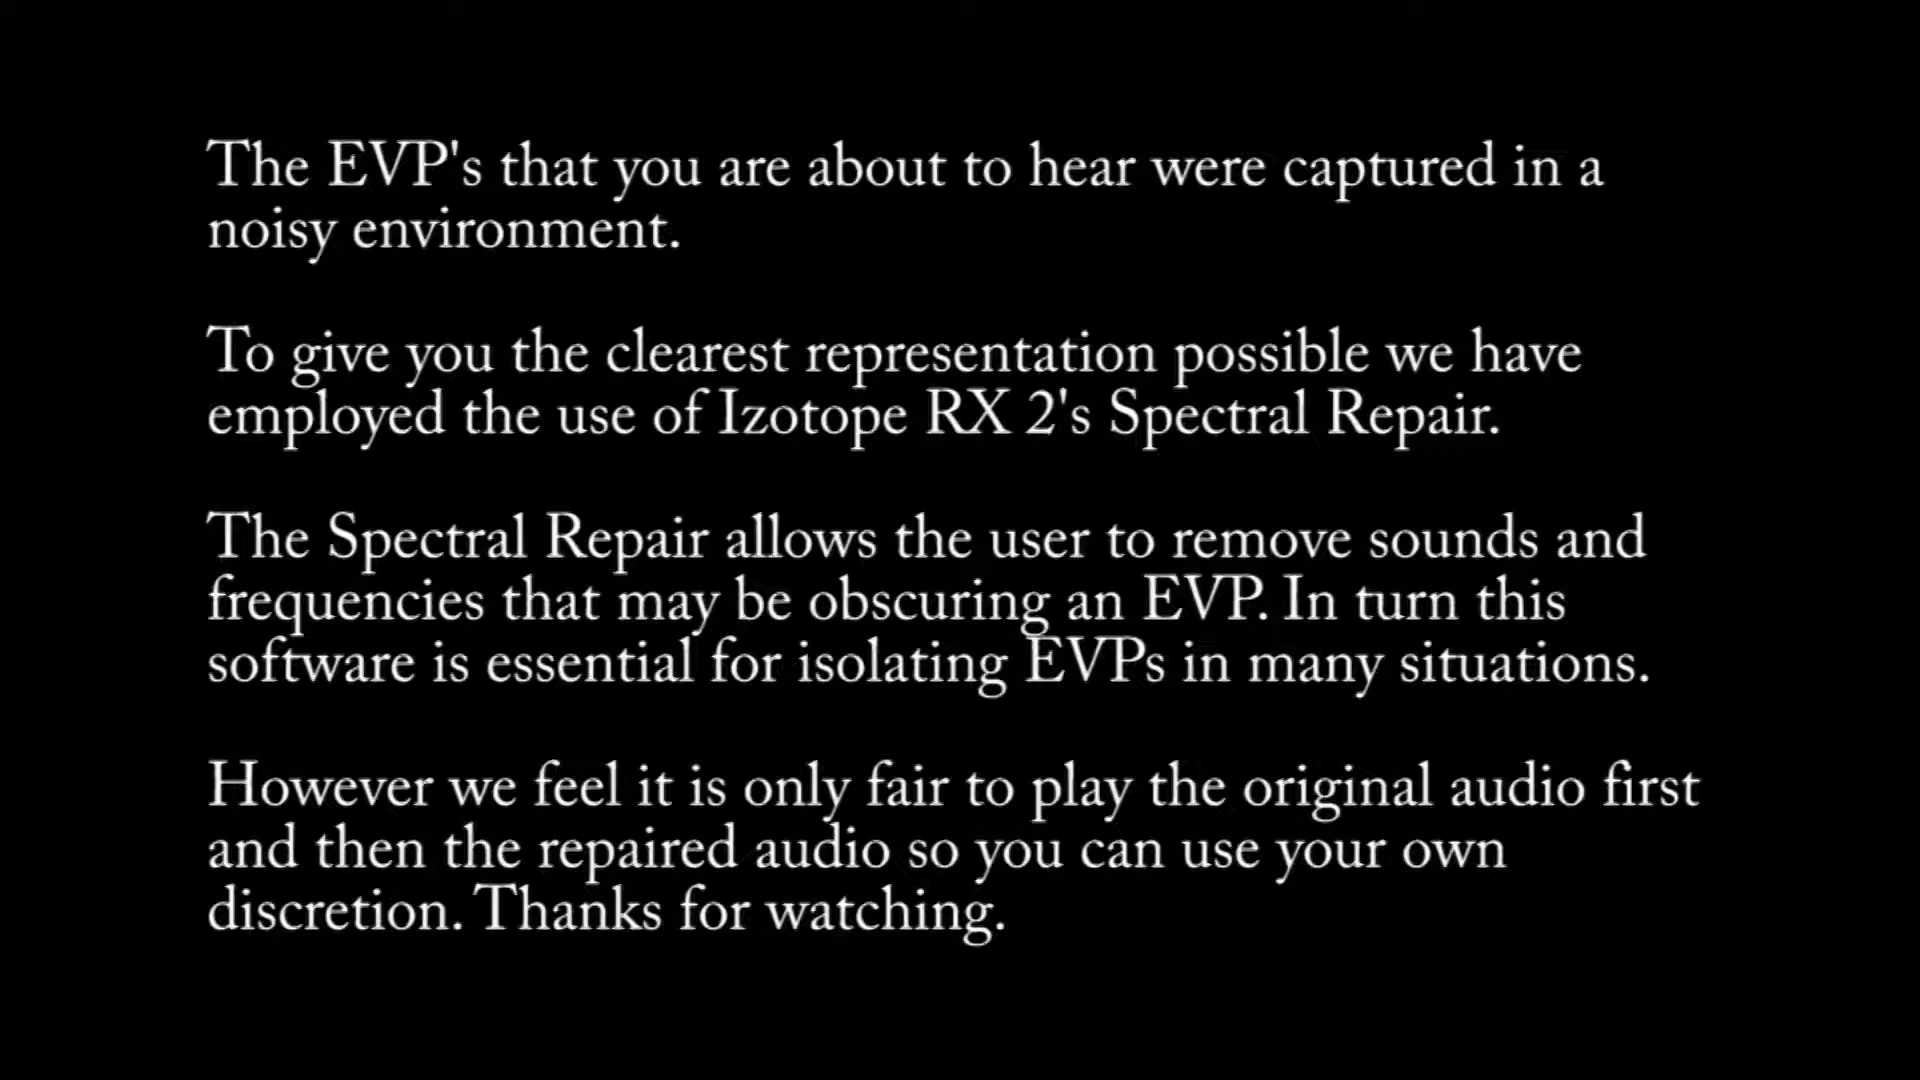 The EVP's that you are about to hear were captured in a
noisy environment.
To give you the clearest representation possible we have
employed the use of Izotope RX 2's Spectral Repair.
The Spectral Repair allows the user to remove sounds and
frequencies that may be obscuring an EVP. In turn this
software is essential for isolating EVPs in many situations.
However we feel it is only fair to play the original audio first
and then the repaired audio so you can use your own
discretion. Thanks for watching.